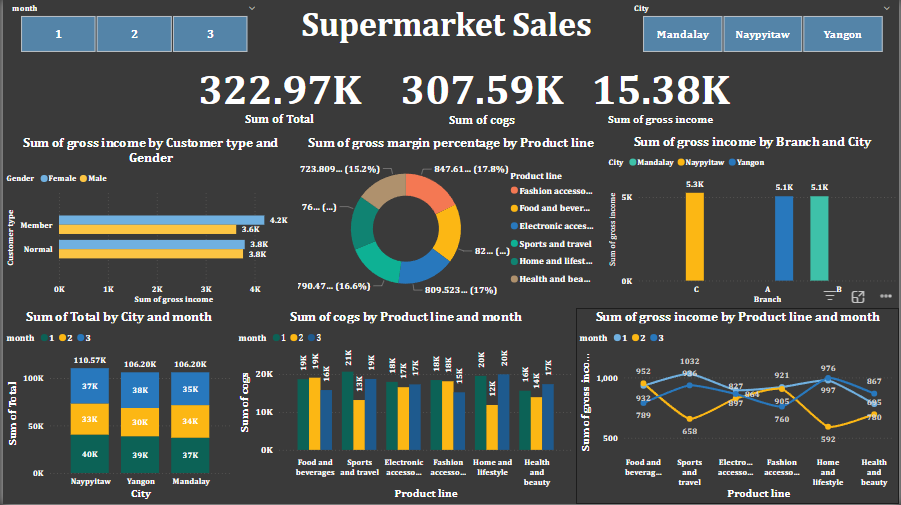 month
City
1
2
3
Supermarket Sales
Mandalay
Naypyitaw
Yangon
322.97K
307.59K
15.38K
Sum of Total
Sum of cogs
Sum of gross income
Sum of gross income by Customer type and
Gender
Gender Female Male
Customer type
Member
4.2K
3.6K
Normal
3.8K
3.8K
0K 1K 2K 3K 4K
Sum of gross income
Sum of gross margin percentage by Product line
723.809... (15.2%)
847.61... (17.8%)
76... (...)
82... (...)
790.47... (16.6%)
809.523... (17%)
Product line
Fashion accesso...
Food and bever...
Electronic acces...
Sports and travel
Home and lifest...
Health and bea...
Sum of gross income by Branch and City
City Mandalay Naypyitaw Yangon
Sum of gross income
5K
0K
5.3K
5.1K
5.1K
C A B
Branch
Sum of Total by City and month
month 1 2 3
Sum of Total
100K
50K
0K
110.57K 106.20K 106.20K
37K 38K 35K
33K 30K 34K
40K 39K 37K
Naypyitaw Yangon Mandalay
City
Sum of cogs by Product line and month
month 1 2 3
Sum of cogs
20K
10K
0K
19K 19K 16K
21K 13K 19K
18K 17K 17K
18K 18K 15K
20K 12K 20K
16K 14K 17K
Food and
beverages
Sports
and travel
Electronic
accesso...
Fashion
accesso...
Home and
lifestyle
Health
and
beauty
Product line
Sum of gross income by Product line and month
month 1 2 3
Sum of gross inco...
1,000
500
952
932
789
1032
936
658
827
864
897
921
905
760
976
997
592
867
695
780
Food and
beverag...
Sports
and
travel
Electro...
accesso...
Fashion
accesso...
Home
and
lifestyle
Health
and
beauty
Product line